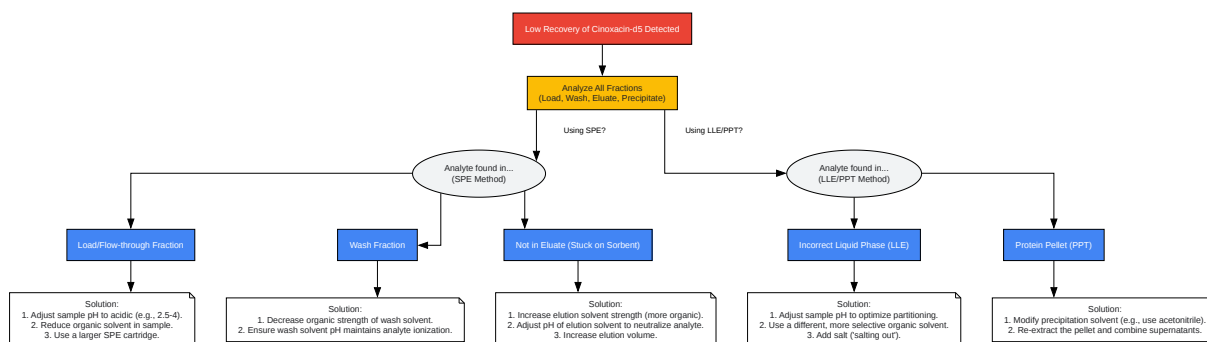 Low Recovery of Cinoxacin-d5 Detected
Analyze All Fractions
(Load, Wash, Eluate, Precipitate)
Using SPE?
Using LLE/PPT?
Analyte found in...
(SPE Method)
Analyte found in...
(LLE/PPT Method)
Load/Flow-through Fraction
Wash Fraction
Not in Eluate (Stuck on Sorbent)
Incorrect Liquid Phase (LLE)
Protein Pellet (PPT)
Solution:
1. Adjust sample pH to acidic (e.g., 2.5-4).
2. Reduce organic solvent in sample.
3. Use a larger SPE cartridge.
Solution:
1. Decrease organic strength of wash solvent.
2. Ensure wash solvent pH maintains analyte ionization.
Solution:
1. Increase elution solvent strength (more organic).
2. Adjust pH of elution solvent to neutralize analyte.
3. Increase elution volume.
Solution:
1. Adjust sample pH to optimize partitioning.
2. Use a different, more selective organic solvent.
3. Add salt ('salting out').
Solution:
1. Modify precipitation solvent (e.g., use acetonitrile).
2. Re-extract the pellet and combine supernatants.